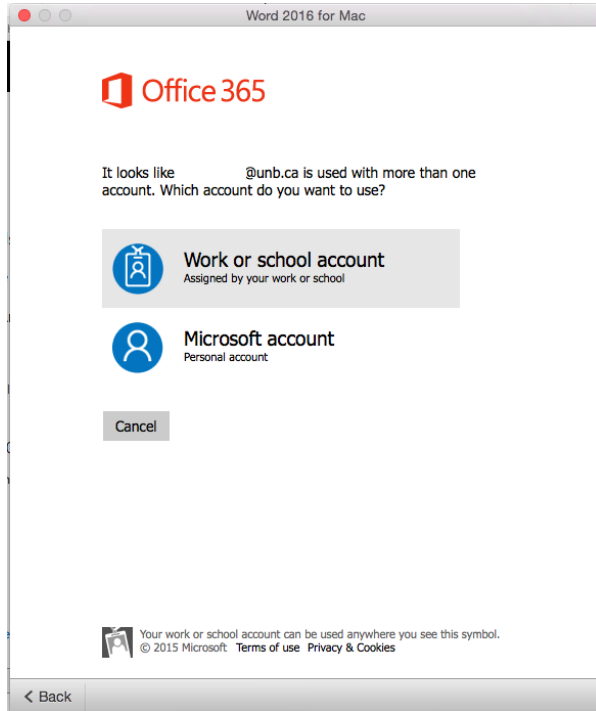 Word 2016 for Mac
Office 365
It looks like @unb.ca is used with more than one
account. Which account do you want to use?
Work or school account
Assigned by your work or school
Microsoft account
Personal account
Cancel
Your work or school account can be used anywhere you see this symbol.
© 2015 Microsoft Terms of use Privacy & Cookies
< Back